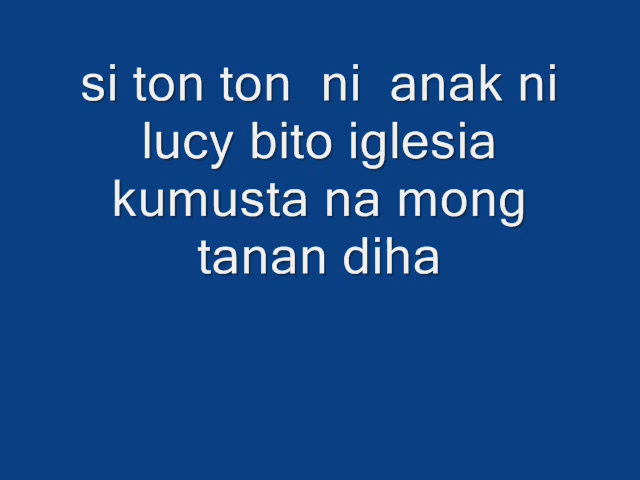 si ton ton  ni  anak ni
lucy bito iglesia
kumusta na mong
tanan diha